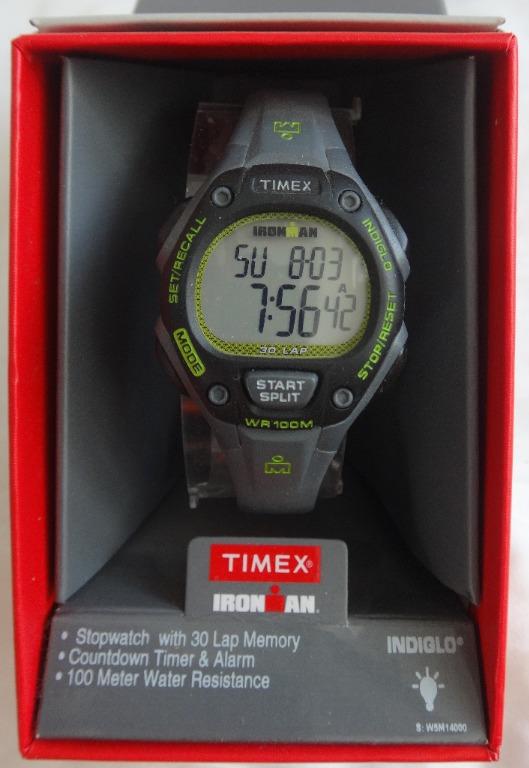 TIMEX
IRONMAN
SU 8-03
7:56 42
A
30 LAP
SET/RECALL
INDIGLO
MODE
STOP/RESET
START
SPLIT
WR 100M
TIMEX®
IRONMAN®
• Stopwatch with 30 Lap Memory
• Countdown Timer & Alarm
• 100 Meter Water Resistance
INDIGLO®
S: W5M14000